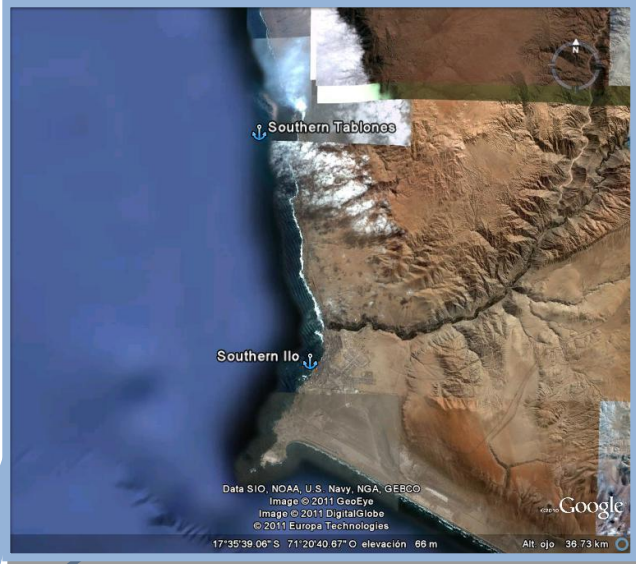 N
Southern Tablones
Southern Ilo
Data SIO, NOAA, U.S. Navy, NGA, GEBCO
Image © 2011 GeoEye
Image © 2011 DigitalGlobe
© 2011 Europa Technologies
Google
17°35'39.06" S 71°20'40.67" O elevación 66 m
Alt. ojo 36.73 km